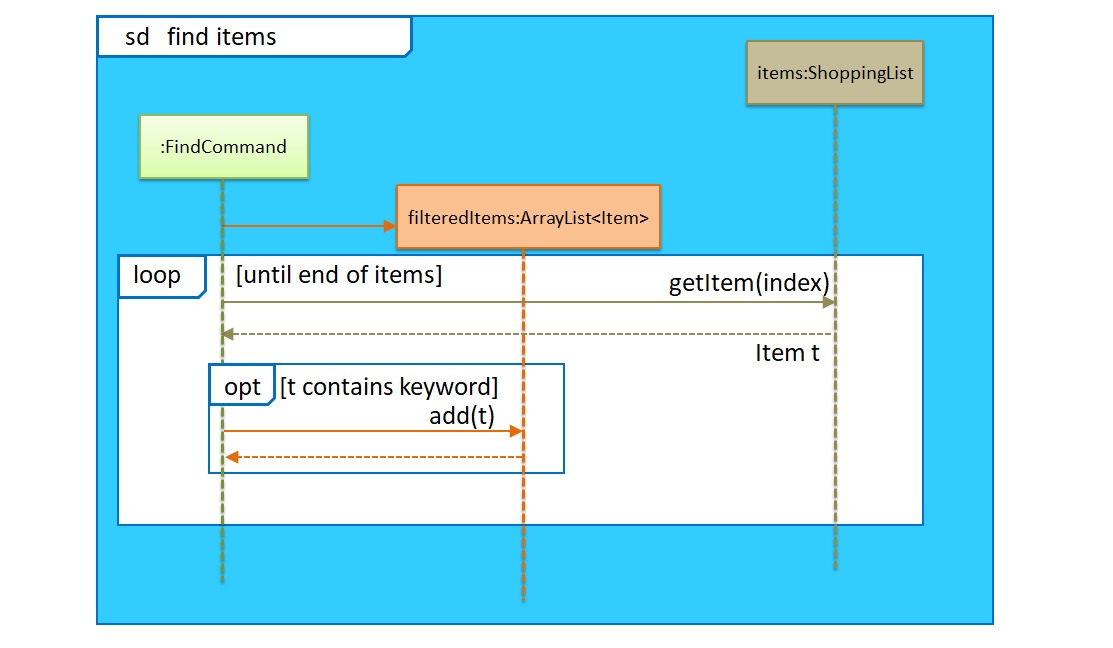 sd find items
items:ShoppingList
:FindCommand
filteredItems:ArrayList<Item>
loop [until end of items]
getItem(index)
Item t
opt [t contains keyword]
add(t)